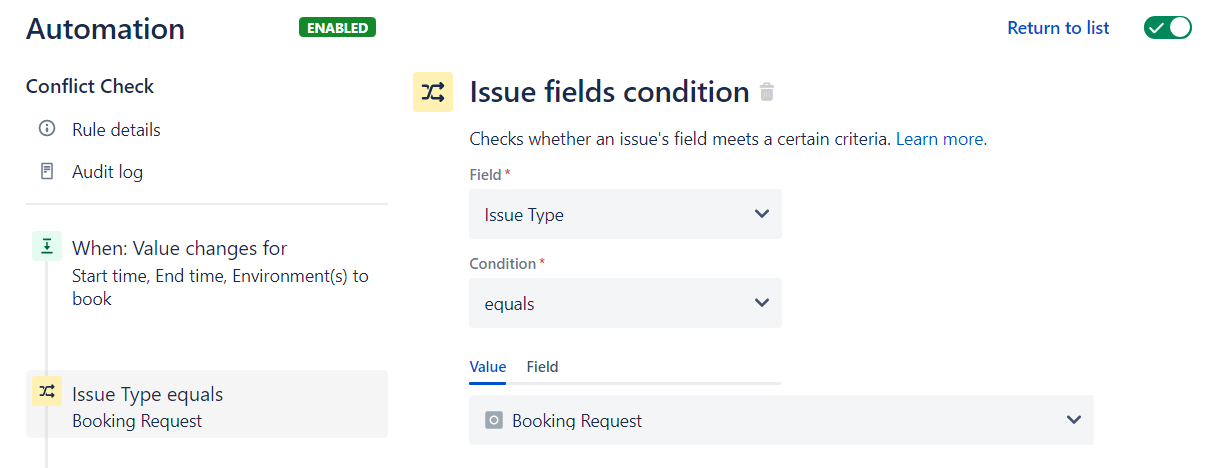 Automation
ENABLED
Return to list
Conflict Check
Rule details
Audit log
When: Value changes for
Start time, End time, Environment(s) to
book
Issue Type equals
Booking Request
Issue fields condition
Checks whether an issue's field meets a certain criteria. Learn more.
Field *
Issue Type
Condition *
equals
Value Field
Booking Request